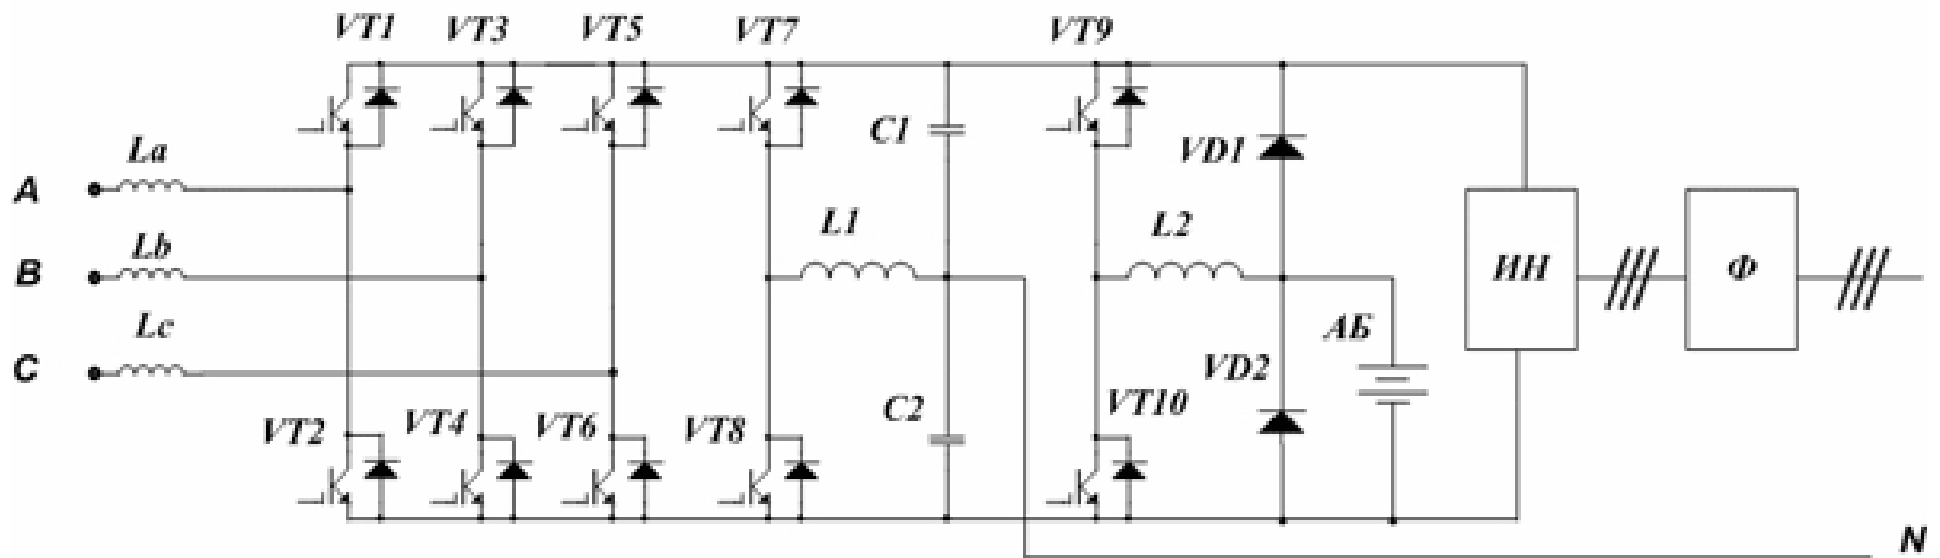 VT1 VT3 VT5 VT7 VT9
C1
La
VD1
A
L1 L2
Lb
B
ИН Ф
Lc
АБ
C
VD2
C2 VT10
VT2 VT4 VT6 VT8
N